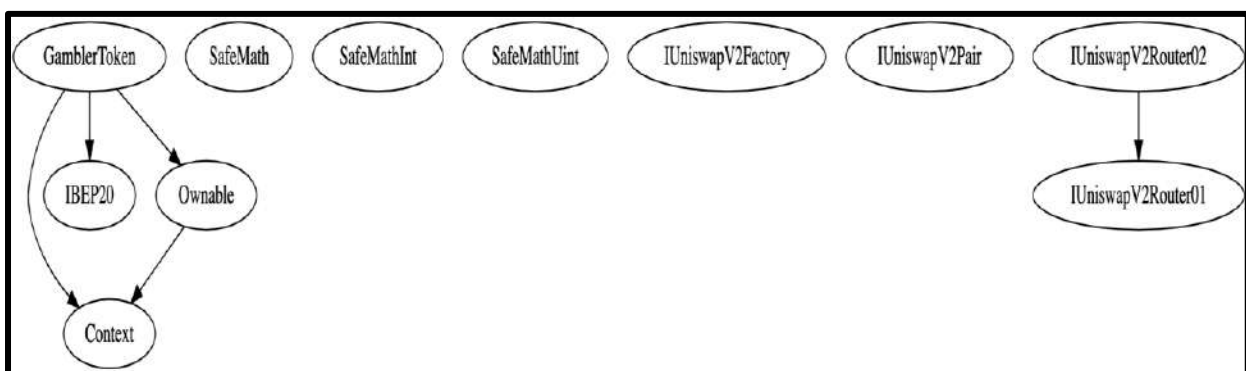 GamblerToken SafeMath SafeMathInt SafeMathUint IUniswapV2Factory IUniswapV2Pair IUniswapV2Router02
IBEP20 Ownable IUniswapV2Router01
Context